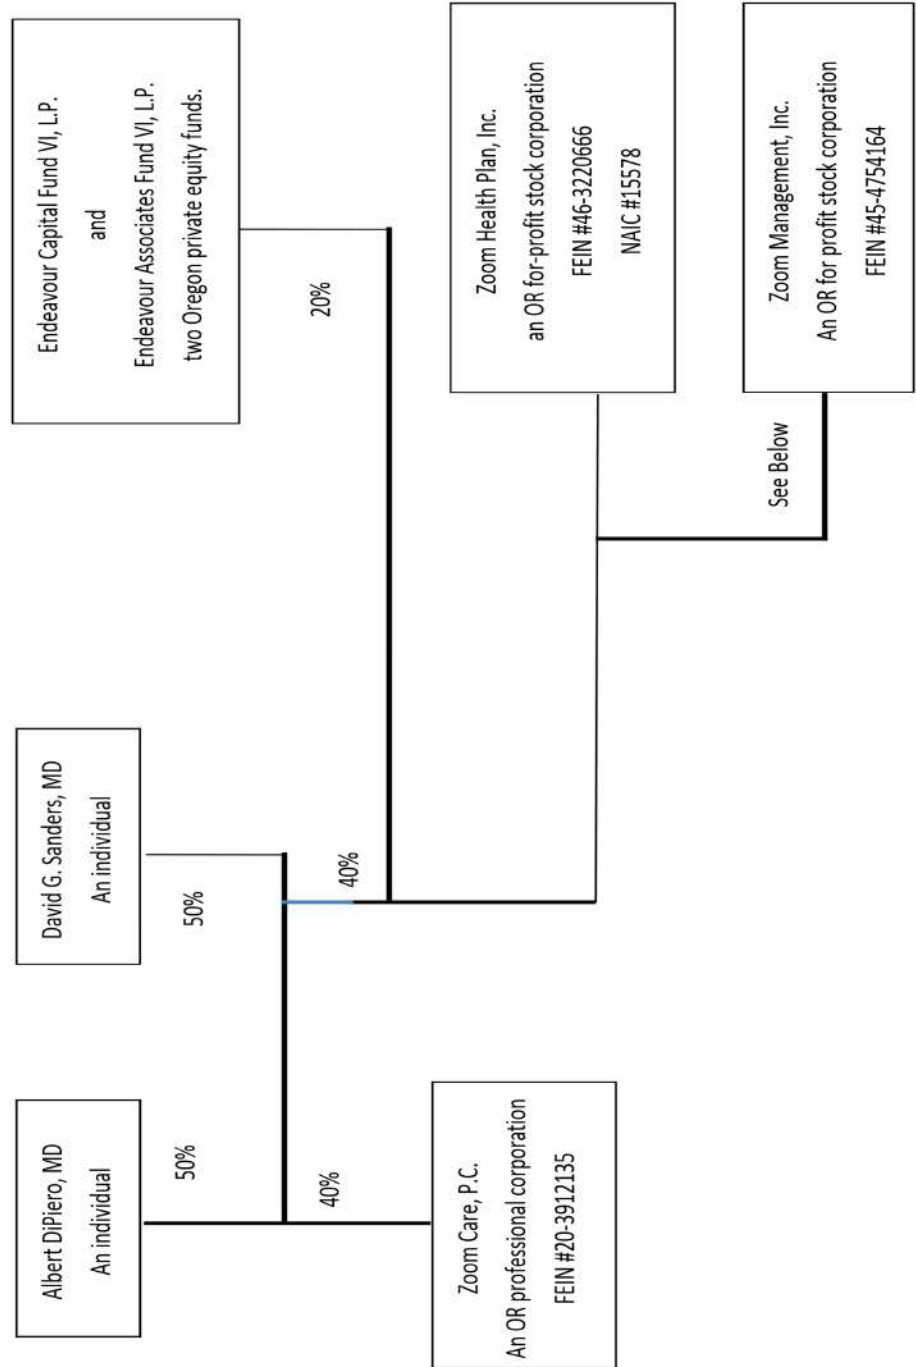 Albert DiPiero, MD
An individual
David G. Sanders, MD
An individual
Endeavour Capital Fund VI, L.P.
and
Endeavour Associates Fund VI, L.P.
two Oregon private equity funds.
50%
50%
20%
40%
40%
Zoom Care, P.C.
An OR professional corporation
FEIN #20-3912135
Zoom Health Plan, Inc.
an OR for-profit stock corporation
FEIN #46-3220666
NAIC #15578
See Below
Zoom Management, Inc.
An OR for profit stock corporation
FEIN #45-4754164